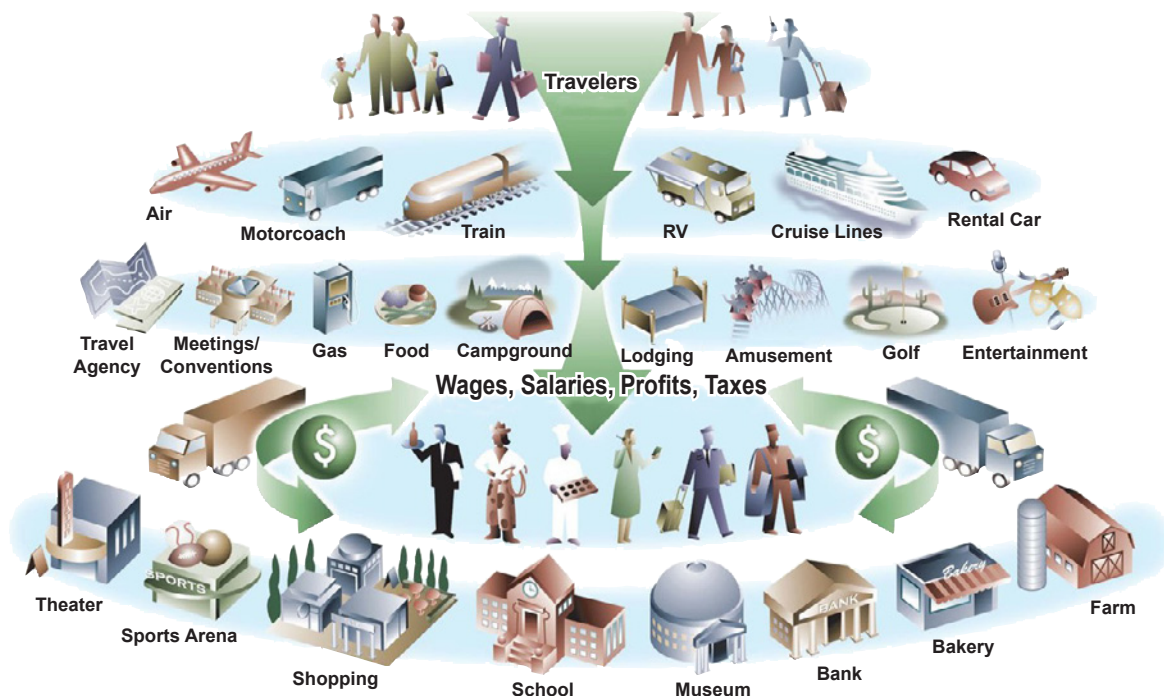 Travelers
Air
Motorcoach
Train
RV
Cruise Lines
Rental Car
Travel
Agency
Meetings/
Conventions
Gas
Food
Campground
Lodging
Amusement
Golf
Entertainment
Wages, Salaries, Profits, Taxes
$
$
Theater
SPORTS
Sports Arena
Shopping
School
Museum
BANK
Bank
Bakery
Bakery
Farm